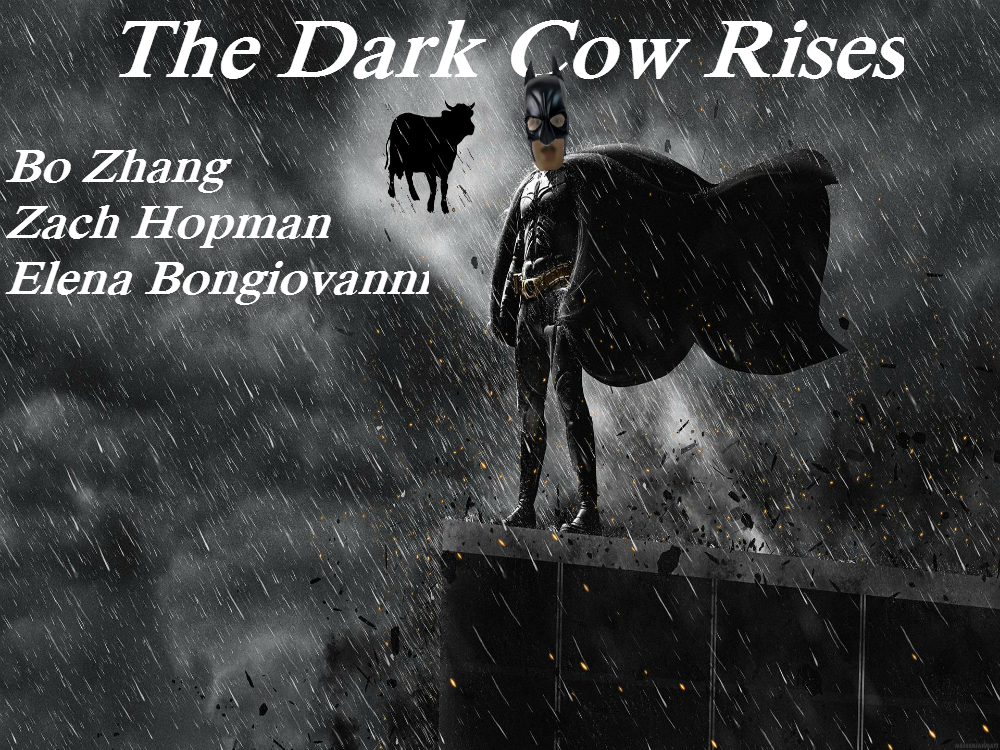 The Dark Cow Rises
Bo Zhang
Zach Hopman
Elena Bongiovanni